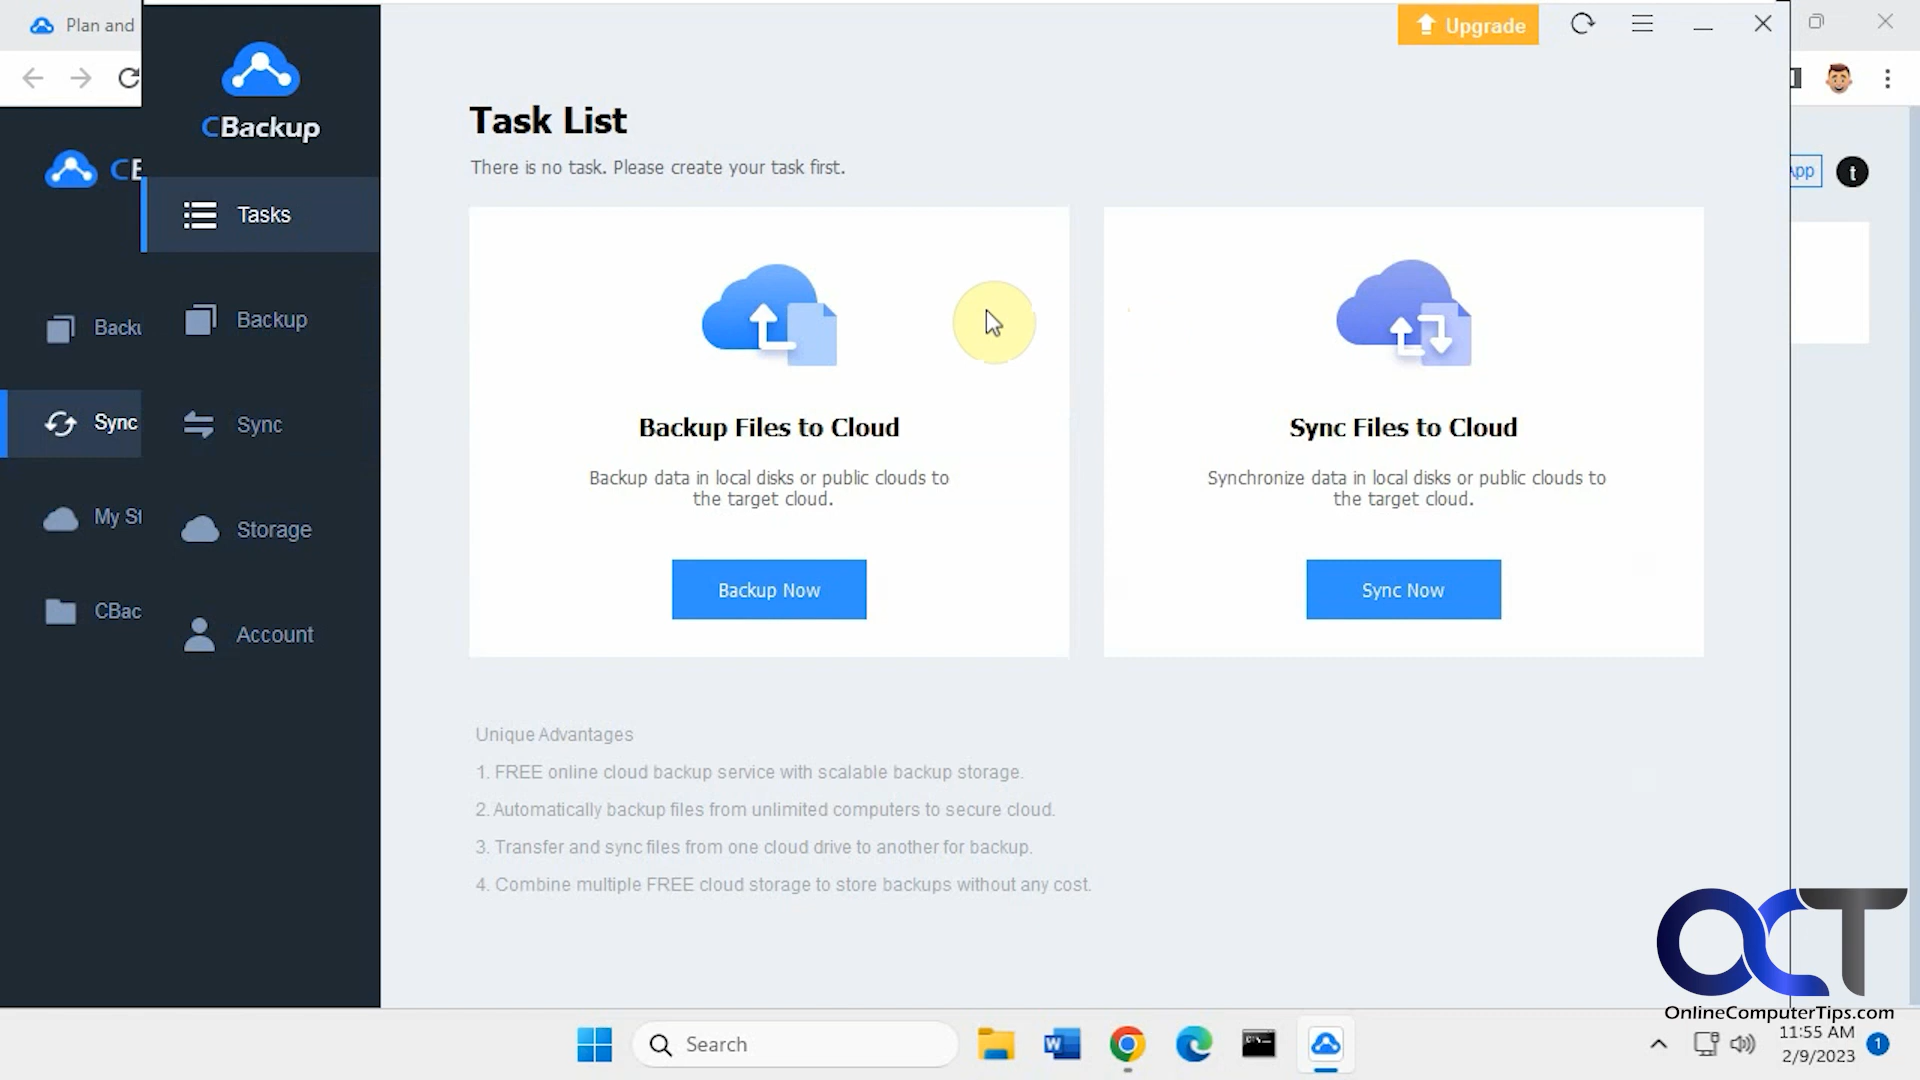 Plan and
Upgrade
CBackup
CB
App
t
Tasks
Backup
Sync
Storage
Account
Backu
Sync
My St
CBac
Task List
There is no task. Please create your task first.
Backup Files to Cloud
Backup data in local disks or public clouds to
the target cloud.
Backup Now
Sync Files to Cloud
Synchronize data in local disks or public clouds to
the target cloud.
Sync Now
Unique Advantages
1. FREE online cloud backup service with scalable backup storage.
2. Automatically backup files from unlimited computers to secure cloud.
3. Transfer and sync files from one cloud drive to another for backup.
4. Combine multiple FREE cloud storage to store backups without any cost.
OCT
OnlineComputerTips.com
Search
W
11:55 AM
2/9/2023
1